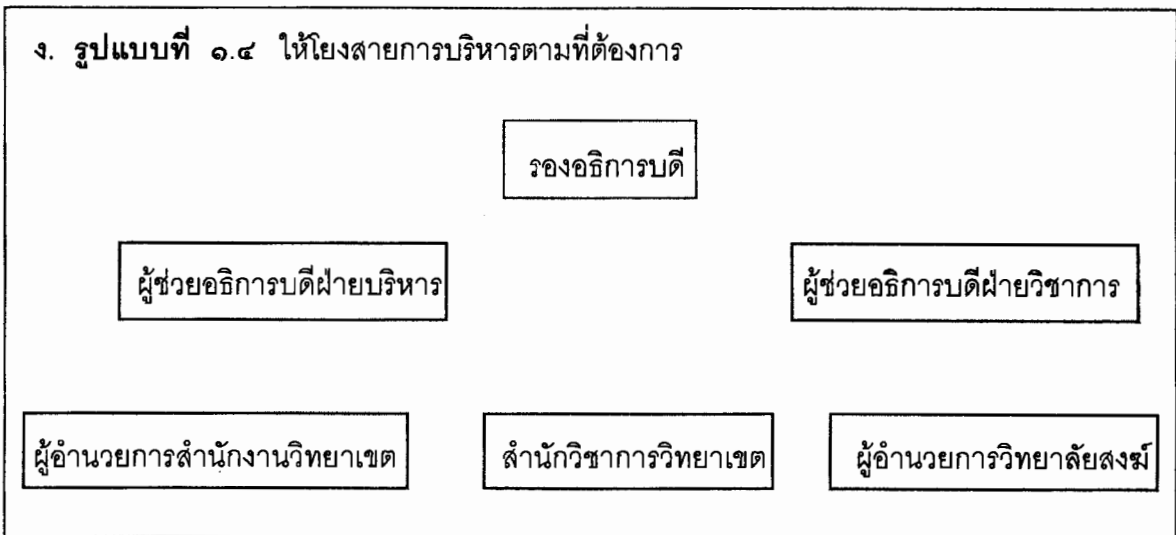 ง. รูปแบบที่ ๑.๔ ให้โยงสายการบริหารตามที่ต้องการ
รองอธิการบดี
ผู้ช่วยอธิการบดีฝ่ายบริหาร ผู้ช่วยอธิการบดีฝ่ายวิชาการ
ผู้อำนวยการสำนักงานวิทยาเขต สำนักวิชาการวิทยาเขต ผู้อำนวยการวิทยาลัยสงฆ์